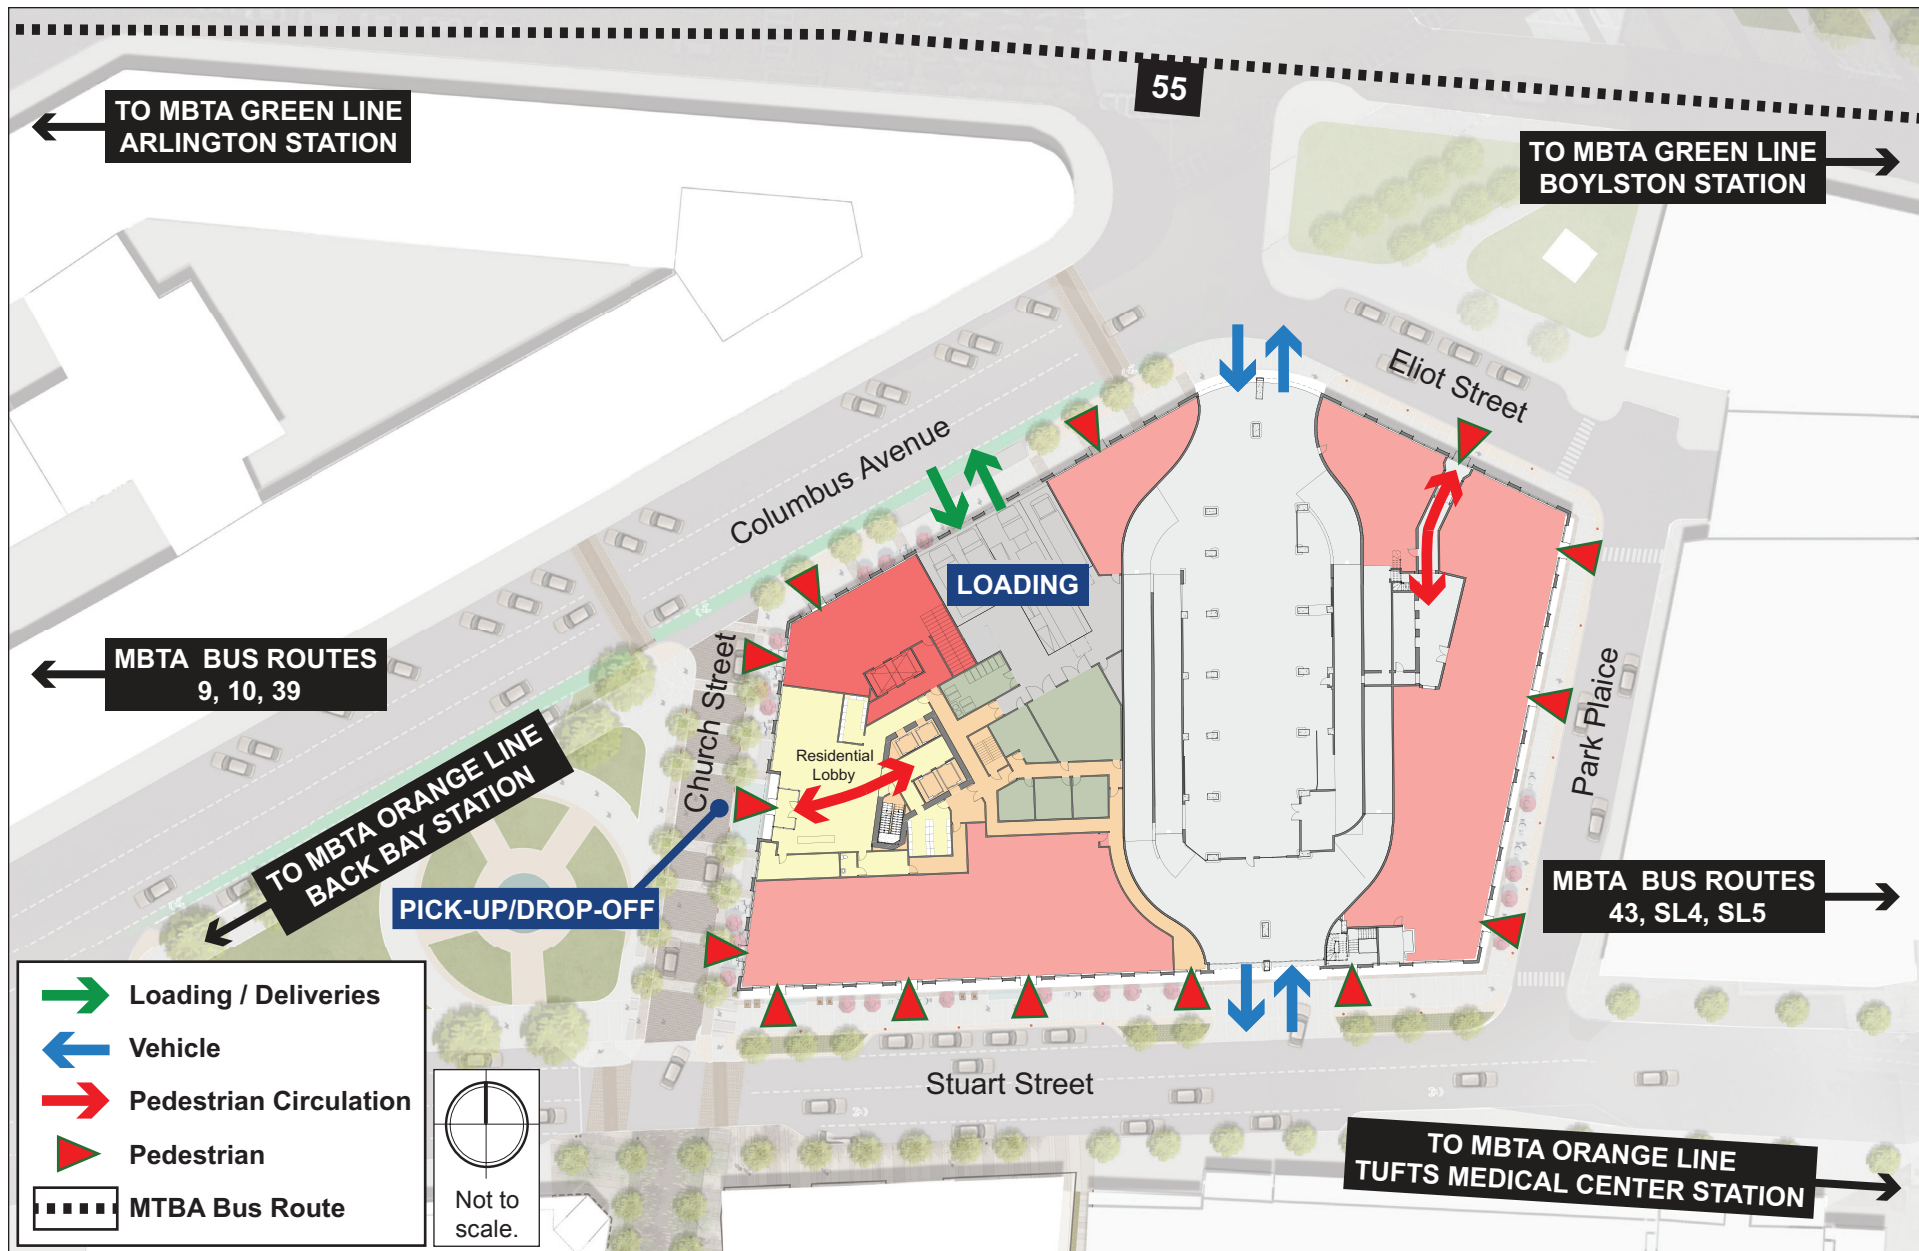 55
TO MBTA GREEN LINE
ARLINGTON STATION
TO MBTA GREEN LINE
BOYLSTON STATION
Eliot Street
Columbus Avenue
LOADING
MBTA BUS ROUTES
9, 10, 39
Church Street
Residential
Lobby
Park Plaice
TO MBTA ORANGE LINE
BACK BAY STATION
PICK-UP/DROP-OFF
MBTA BUS ROUTES
43, SL4, SL5
Loading / Deliveries
Vehicle
Pedestrian Circulation
Pedestrian
MTBA Bus Route
Not to
scale.
Stuart Street
TO MBTA ORANGE LINE
TUFTS MEDICAL CENTER STATION